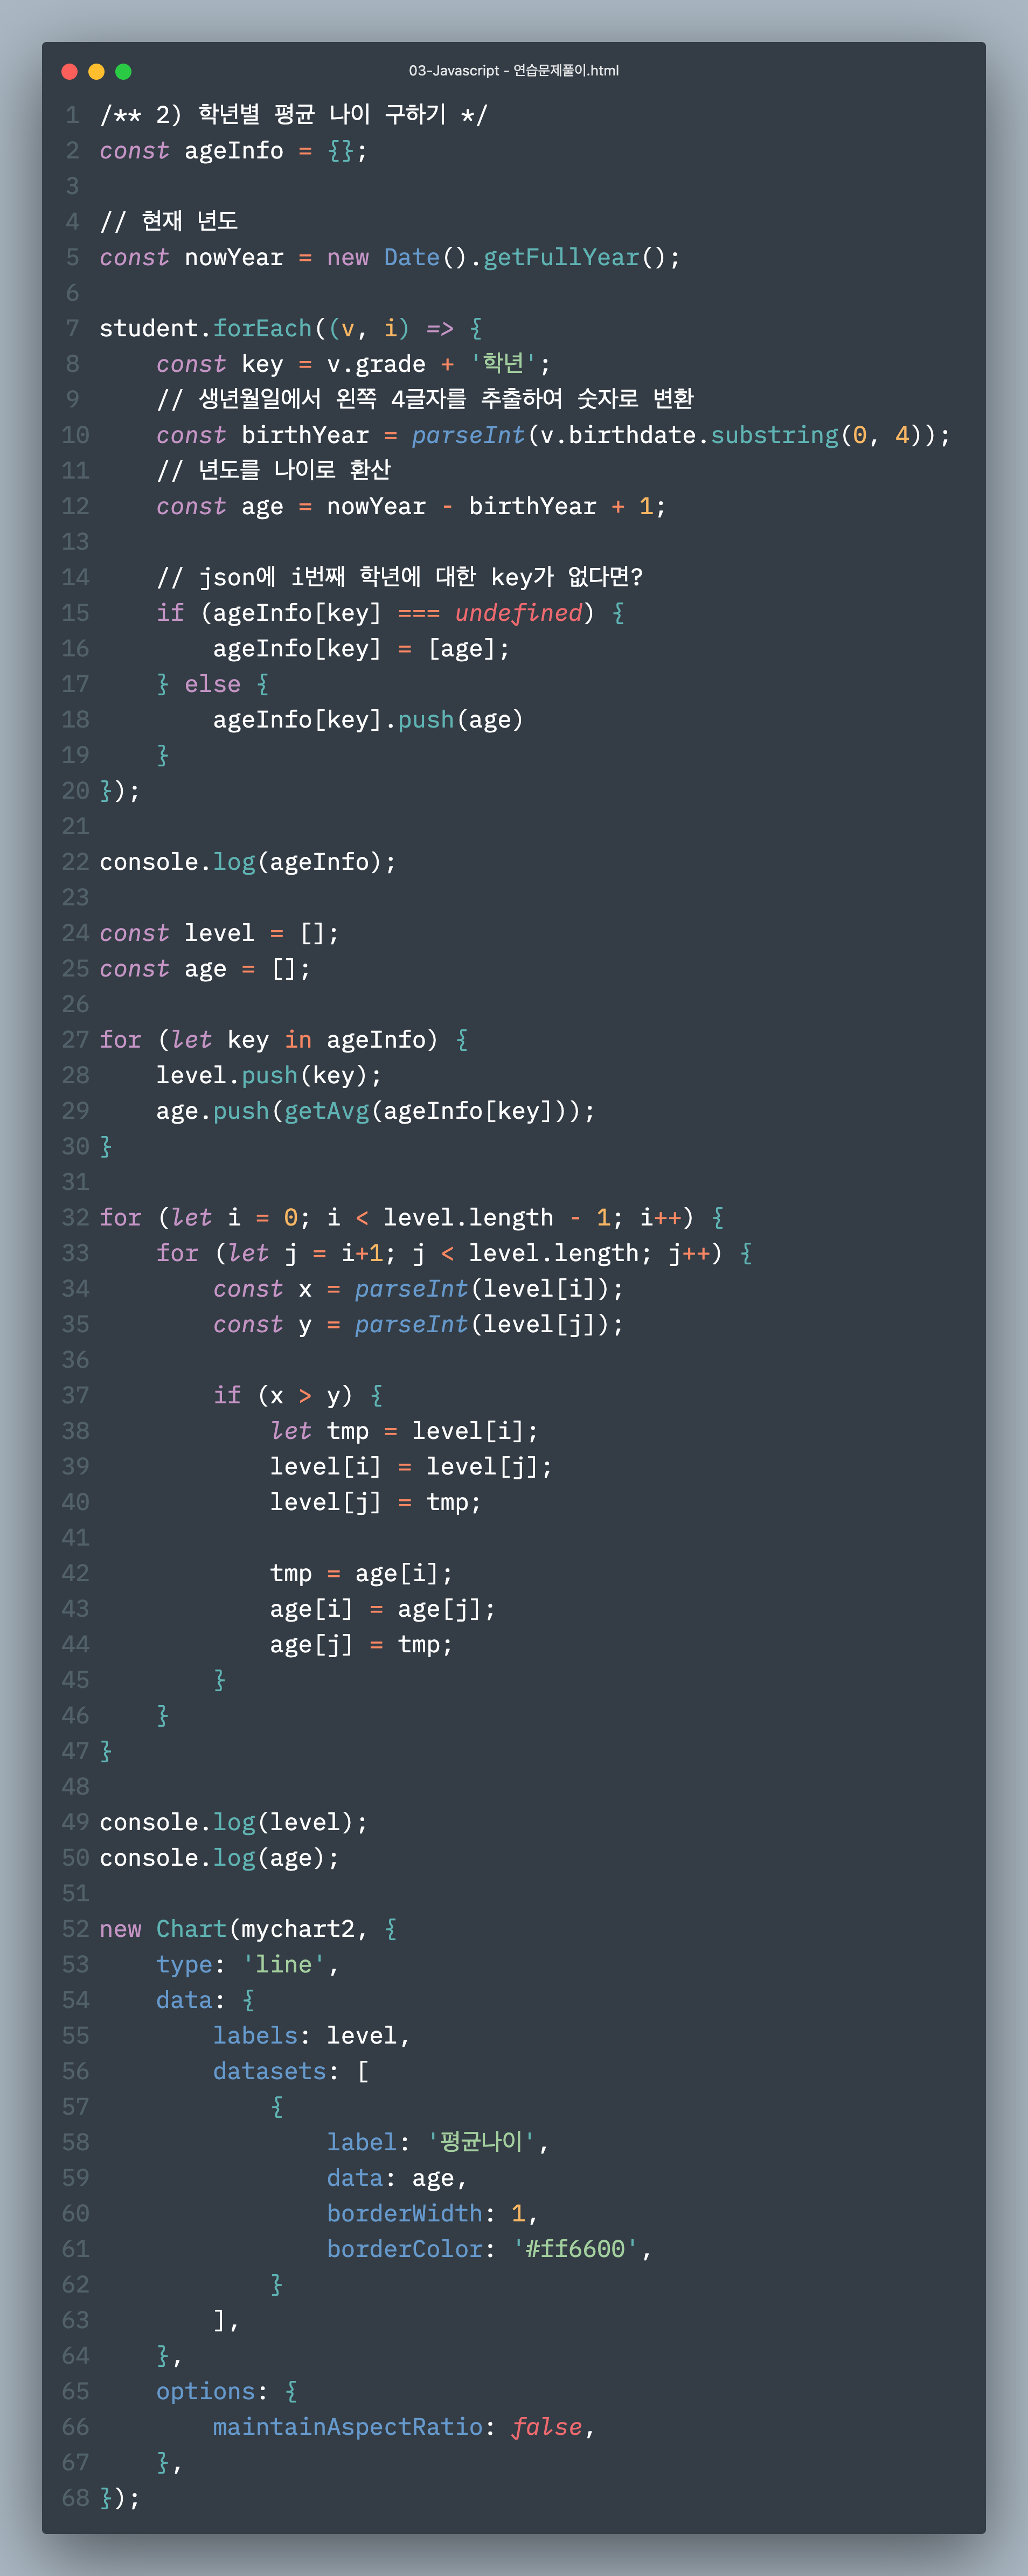 03-Javascript - 연습문제풀이.html
1 /** 2) 학년별 평균 나이 구하기 */
2 const ageInfo = {};
3
4 // 현재 년도
5 const nowYear = new Date().getFullYear();
6
7 student.forEach((v, i) => {
8     const key = v.grade + '학년';
9     // 생년월일에서 왼쪽 4글자를 추출하여 숫자로 변환
10     const birthYear = parseInt(v.birthdate.substring(0, 4));
11     // 년도를 나이로 환산
12     const age = nowYear - birthYear + 1;
13
14     // json에 i번째 학년에 대한 key가 없다면?
15     if (ageInfo[key] === undefined) {
16         ageInfo[key] = [age];
17     } else {
18         ageInfo[key].push(age)
19     }
20 });
21
22 console.log(ageInfo);
23
24 const level = [];
25 const age = [];
26
27 for (let key in ageInfo) {
28     level.push(key);
29     age.push(getAvg(ageInfo[key]));
30 }
31
32 for (let i = 0; i < level.length - 1; i++) {
33     for (let j = i+1; j < level.length; j++) {
34         const x = parseInt(level[i]);
35         const y = parseInt(level[j]);
36
37         if (x > y) {
38             let tmp = level[i];
39             level[i] = level[j];
40             level[j] = tmp;
41
42             tmp = age[i];
43             age[i] = age[j];
44             age[j] = tmp;
45         }
46     }
47 }
48
49 console.log(level);
50 console.log(age);
51
52 new Chart(mychart2, {
53     type: 'line',
54     data: {
55         labels: level,
56         datasets: [
57             {
58                 label: '평균나이',
59                 data: age,
60                 borderWidth: 1,
61                 borderColor: '#ff6600',
62             }
63         ],
64     },
65     options: {
66         maintainAspectRatio: false,
67     },
68 });